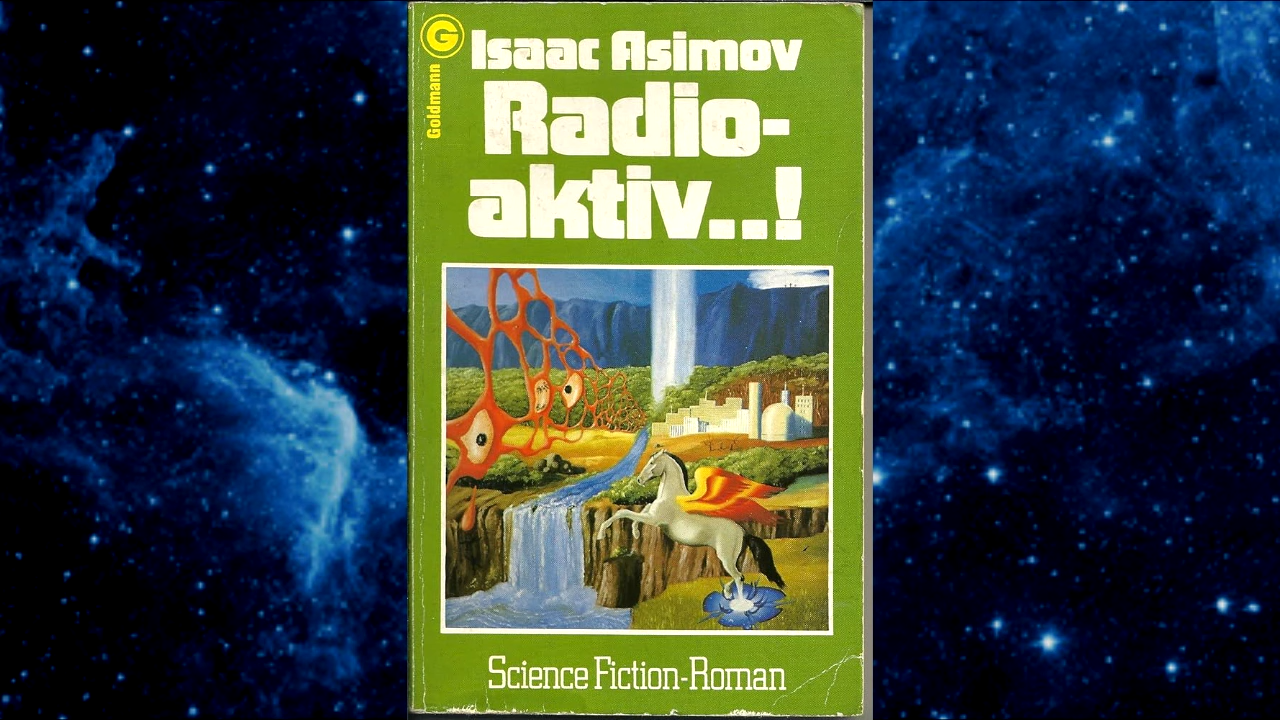 G
Goldmann
Isaac Asimov
Radio-
aktiv...!
Science Fiction-Roman